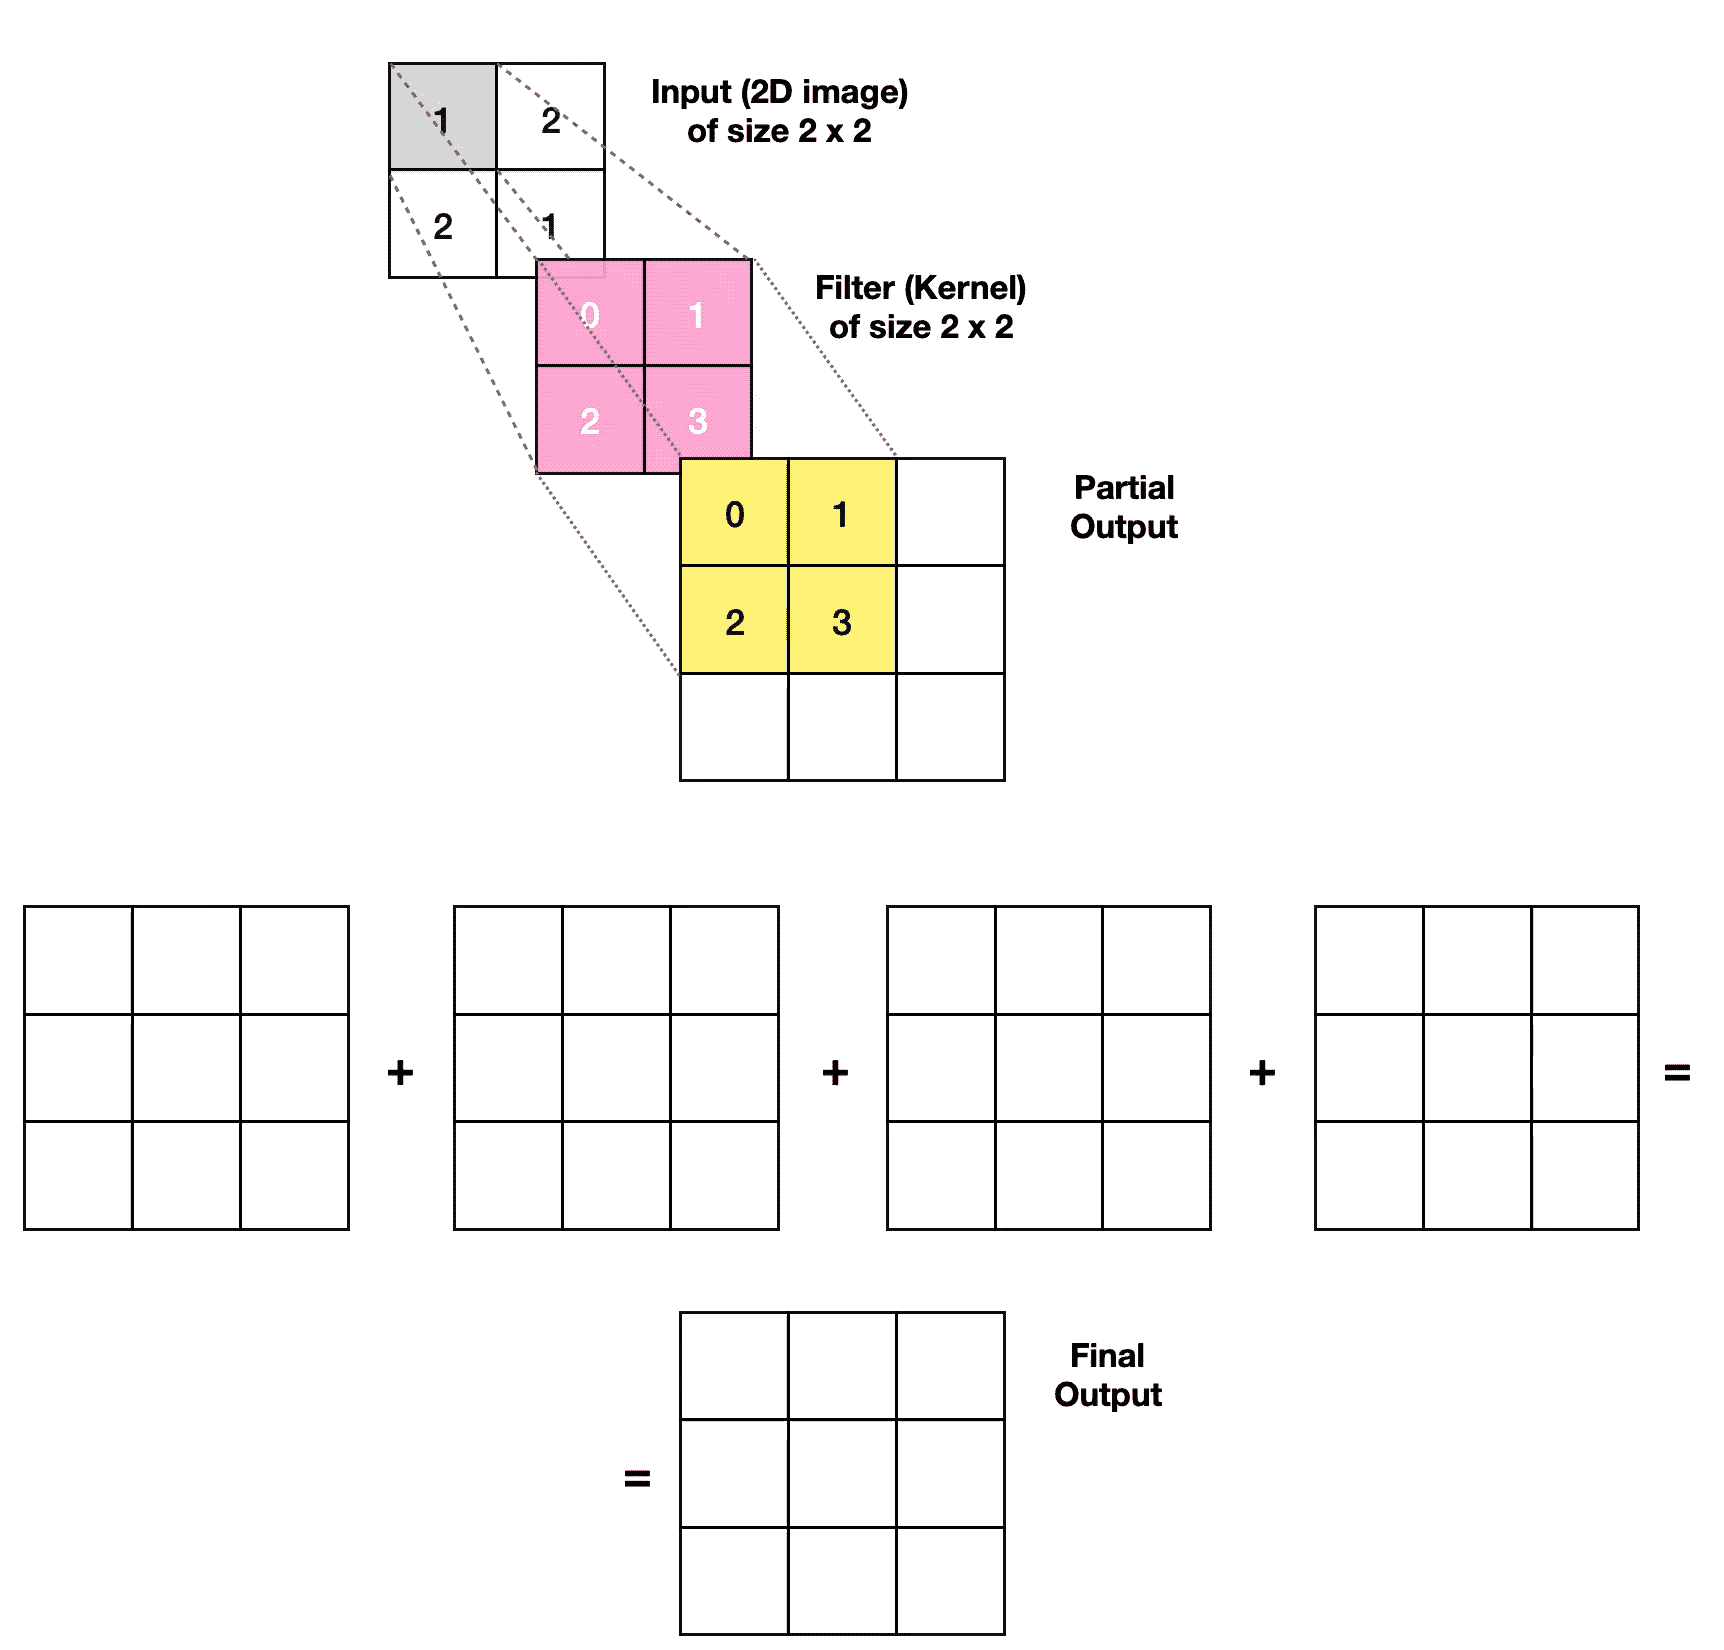 Input (2D image)
of size 2 x 2
1 2
2 1
Filter (Kernel)
of size 2 x 2
0 1
2 3
Partial
Output
0 1
2 3
+ + + =
Final
Output
=